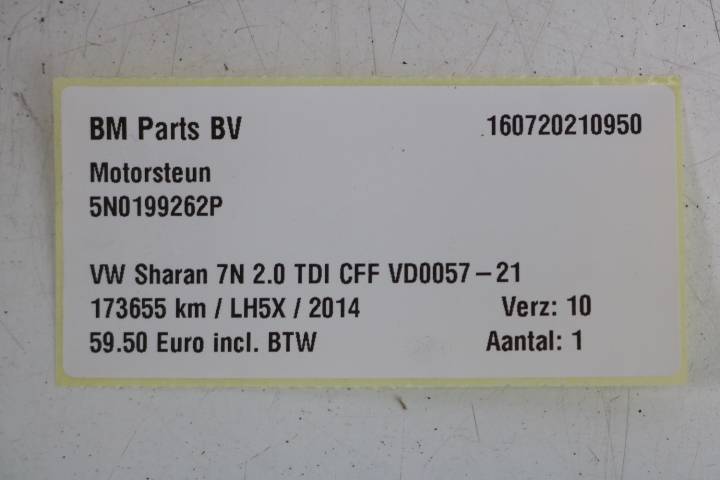 BM Parts BV 160720210950
Motorsteun
5N0199262P
VW Sharan 7N 2.0 TDI CFF VD0057-21
173655 km / LH5X / 2014 Verz: 10
59.50 Euro incl. BTW Aantal: 1